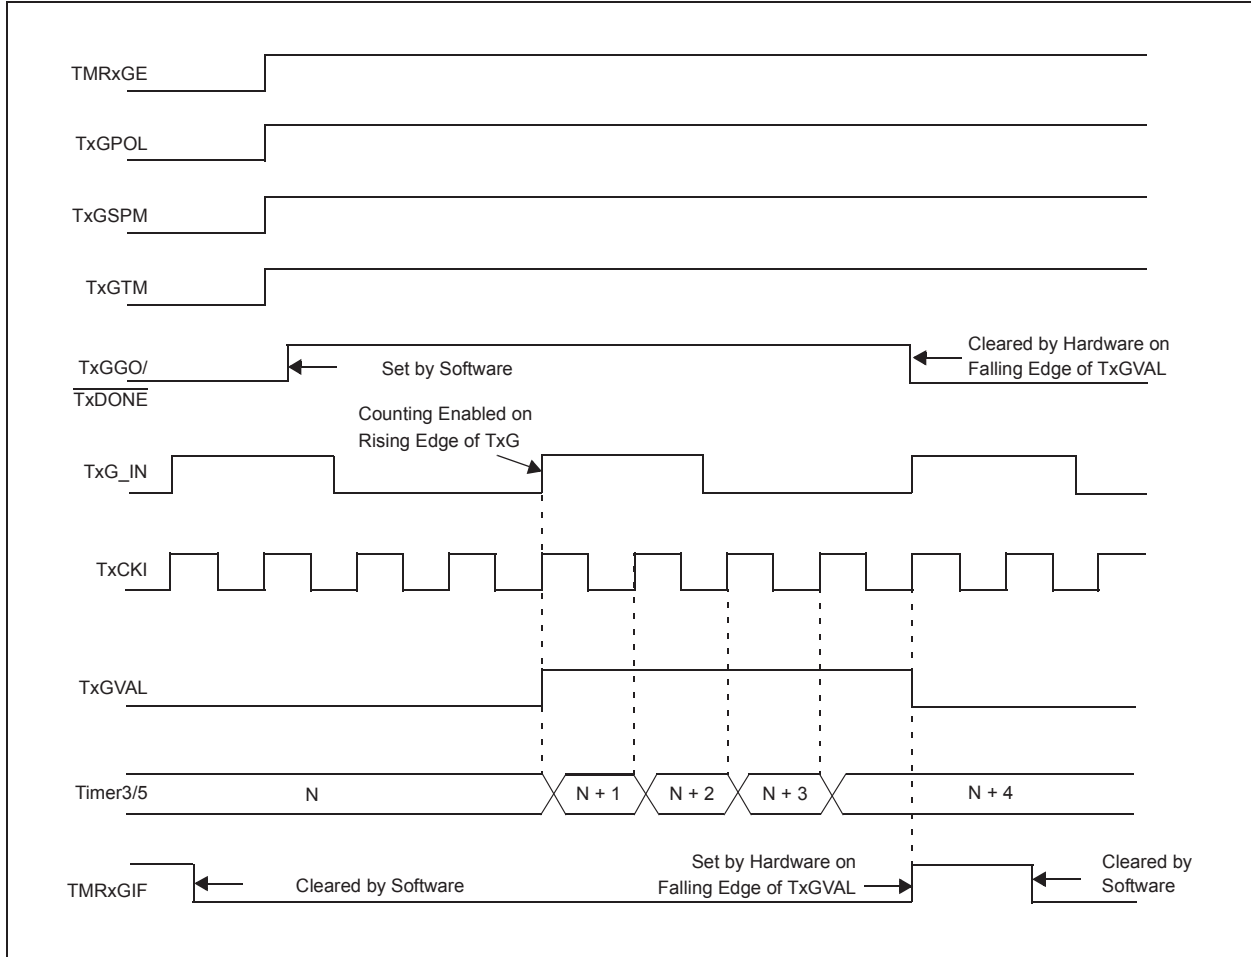 TMRxGE
TxGPOL
TxGSPM
TxGTM
TxGGO/
TxDONE
Set by Software
Cleared by Hardware on
Falling Edge of TxGVAL
Counting Enabled on
Rising Edge of TxG
TxG_IN
TxCKI
TxGVAL
Timer3/5
N
N + 1
N + 2
N + 3
N + 4
TMRxGIF
Cleared by Software
Set by Hardware on
Falling Edge of TxGVAL
Cleared by
Software